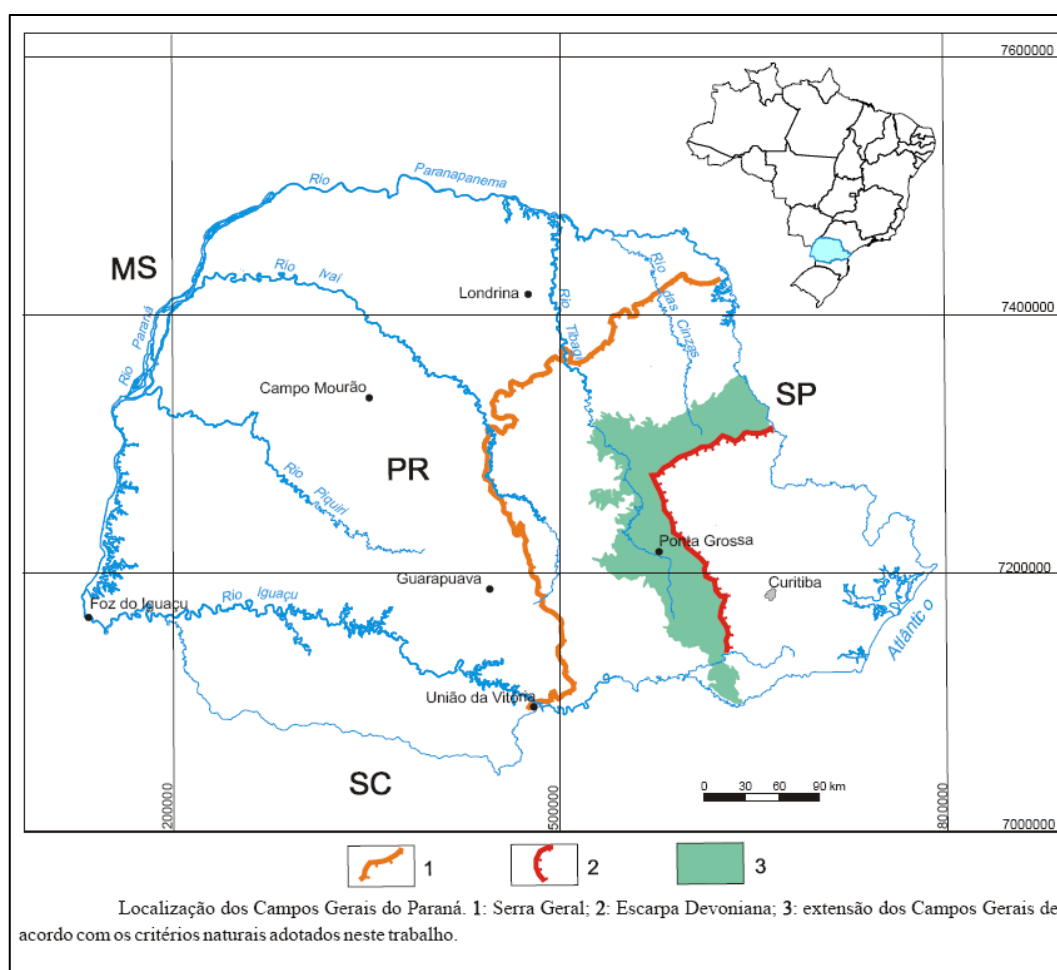 7600000
Rio Paranapanema
MS
Rio Ivaí
Londrina
Rio das Cinzas
Rio Tibagi
7400000
Rio Paraná
Campo Mourão
SP
PR
Rio Piquiri
Ponta Grossa
7200000
Guarapuava
Curitiba
Foz do Iguaçu
Rio Iguaçu
Atlântico
União da Vitória
SC
200000
500000
800000
0 30 60 90 km
7000000
1
2
3
Localização dos Campos Gerais do Paraná. 1: Serra Geral; 2: Escarpa Devoniana; 3: extensão dos Campos Gerais de
acordo com os critérios naturais adotados neste trabalho.